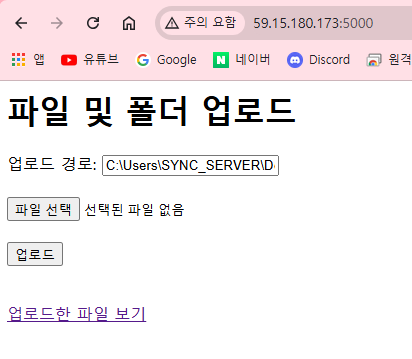 주의 요함 59.15.180.173:5000
앱 유튜브 Google 네이버 Discord 원격
파일 및 폴더 업로드
업로드 경로: C:\Users\SYNC_SERVER\D
파일 선택 선택된 파일 없음
업로드
업로드한 파일 보기